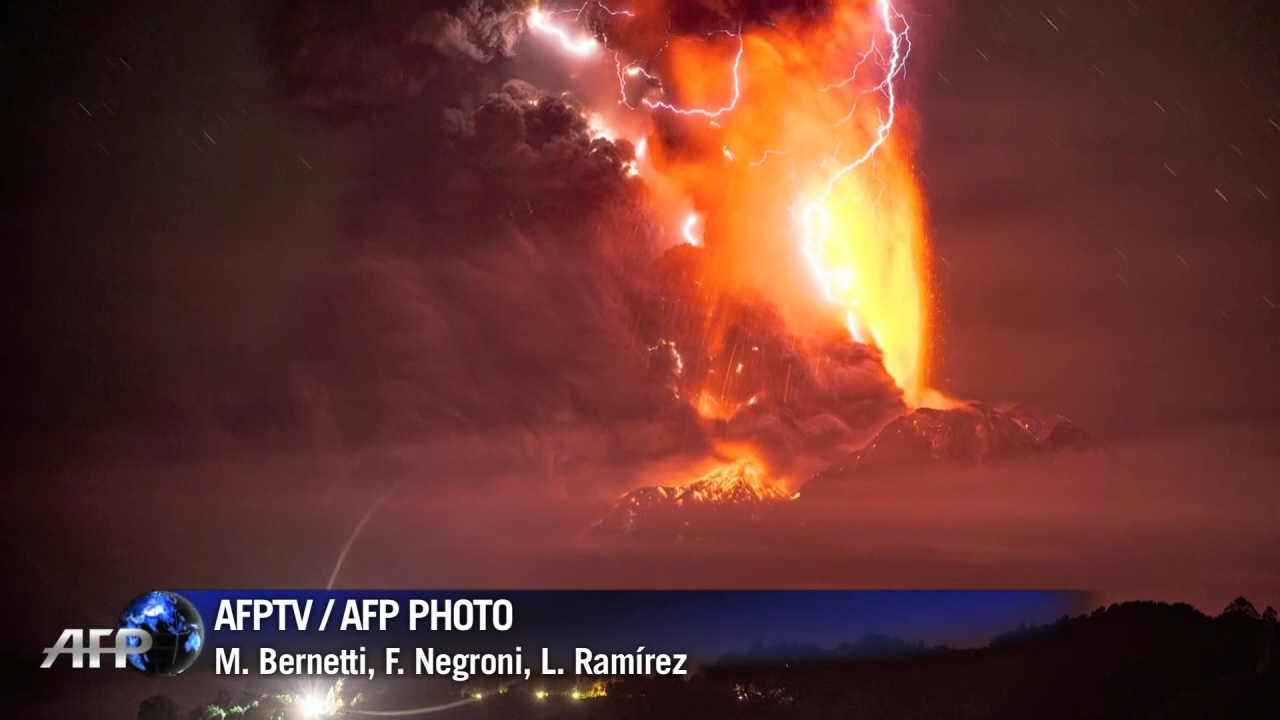 AFPTV / AFP PHOTO
AFP
M. Bernetti, F. Negroni, L. Ramírez